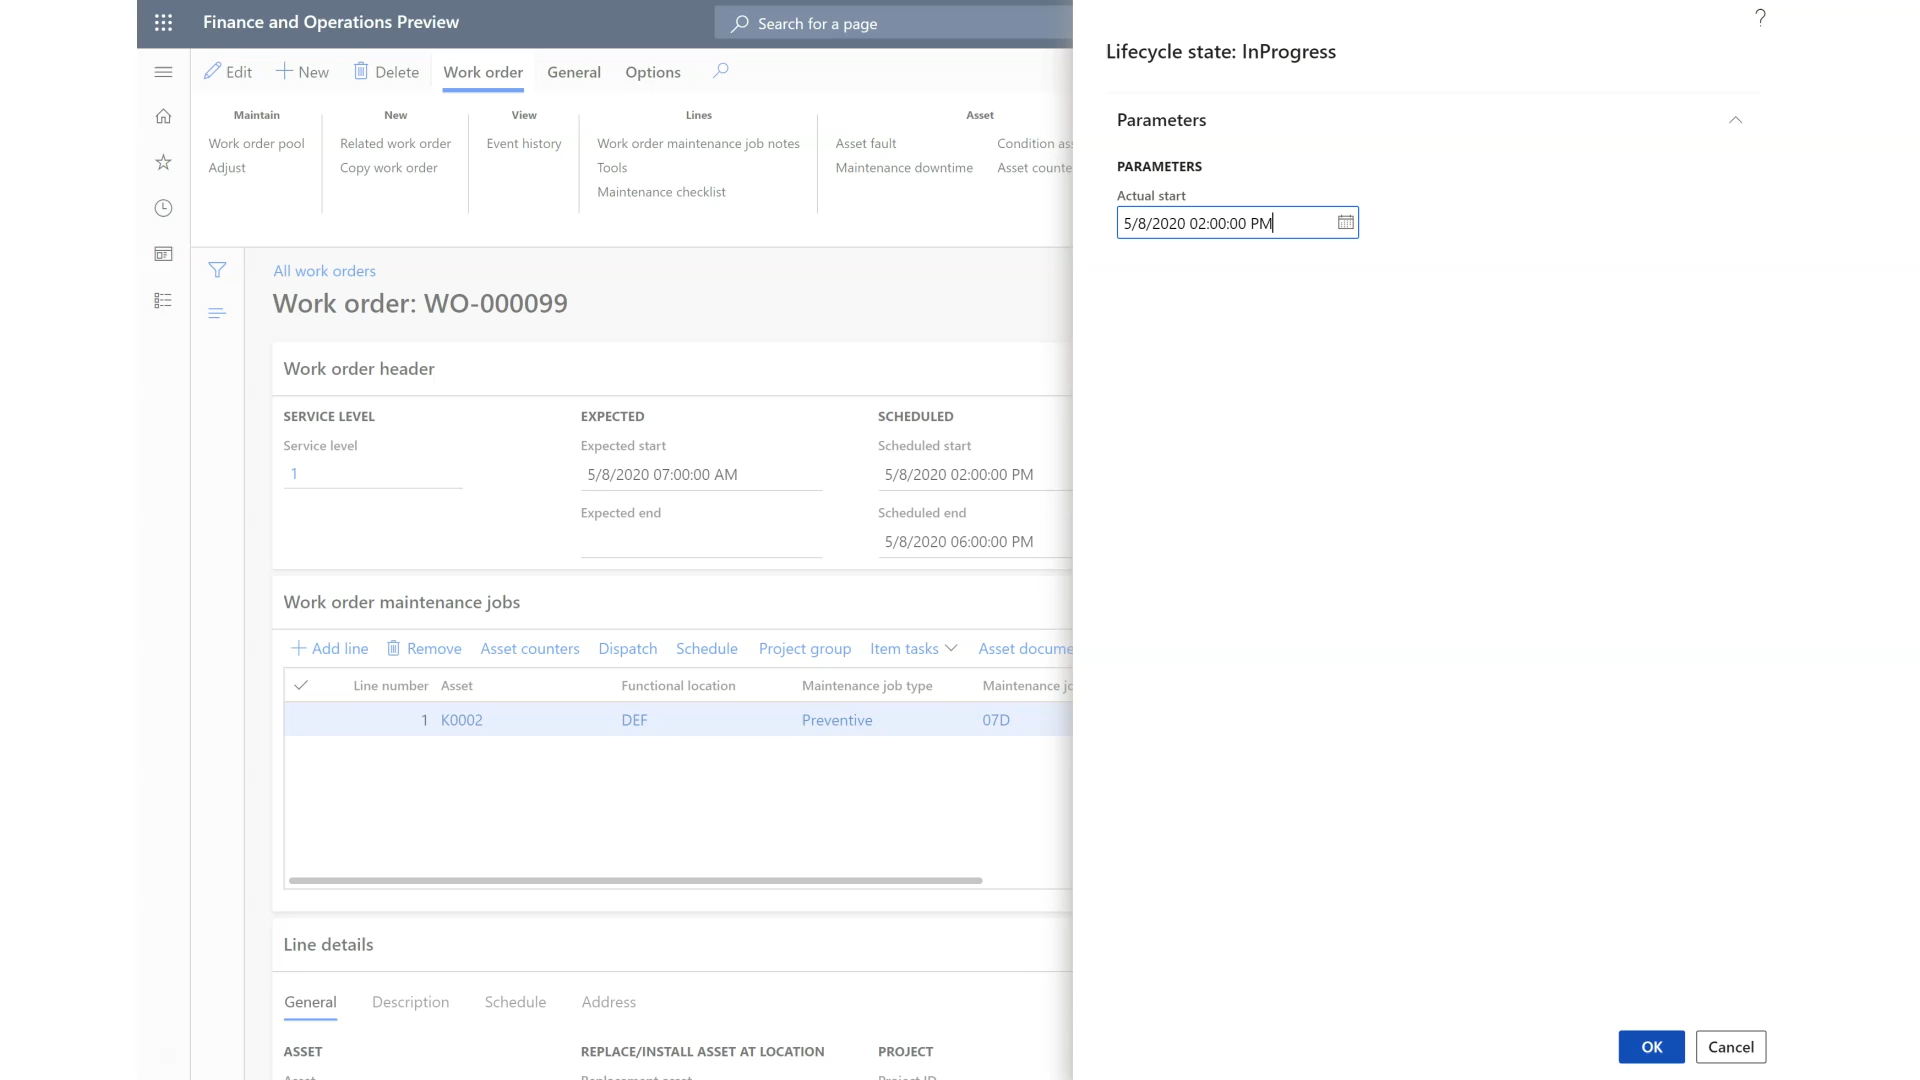 Finance and Operations Preview
Search for a page
Edit
New
Delete
Work order
General
Options
Maintain
Work order pool
Adjust
New
Related work order
Copy work order
View
Event history
Lines
Work order maintenance job notes
Tools
Maintenance checklist
Asset
Asset fault
Maintenance downtime
Condition
Asset
All work orders
Work order: WO-000099
Work order header
SERVICE LEVEL
Service level
1
EXPECTED
Expected start
5/8/2020 07:00:00 AM
Expected end
SCHEDULED
Scheduled start
5/8/2020 02:00:00 PM
Scheduled end
5/8/2020 06:00:00 PM
Work order maintenance jobs
Add line
Remove
Asset counters
Dispatch
Schedule
Project group
Item tasks
Asset
Line number
Asset
Functional location
Maintenance job type
Maintenance
1
K0002
DEF
Preventive
07D
Line details
General
Description
Schedule
Address
ASSET
REPLACE/INSTALL ASSET AT LOCATION
PROJECT
?
Lifecycle state: InProgress
Parameters
PARAMETERS
Actual start
5/8/2020 02:00:00 PM
OK
Cancel